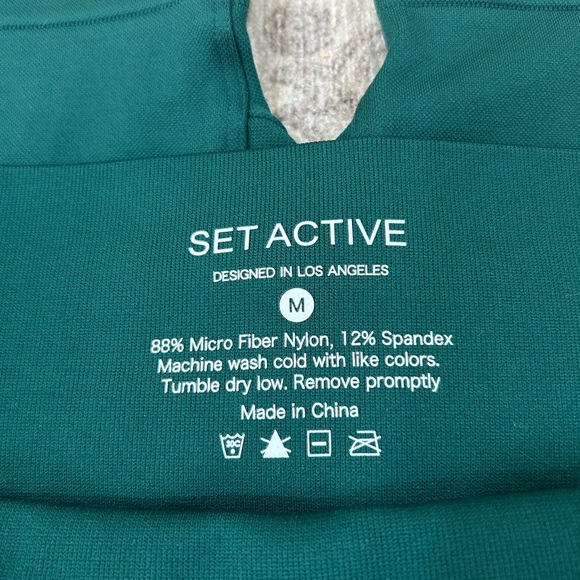 SET ACTIVE
DESIGNED IN LOS ANGELES
M
88% Micro Fiber Nylon, 12% Spandex
Machine wash cold with like colors.
Tumble dry low. Remove promptly
Made in China
30C